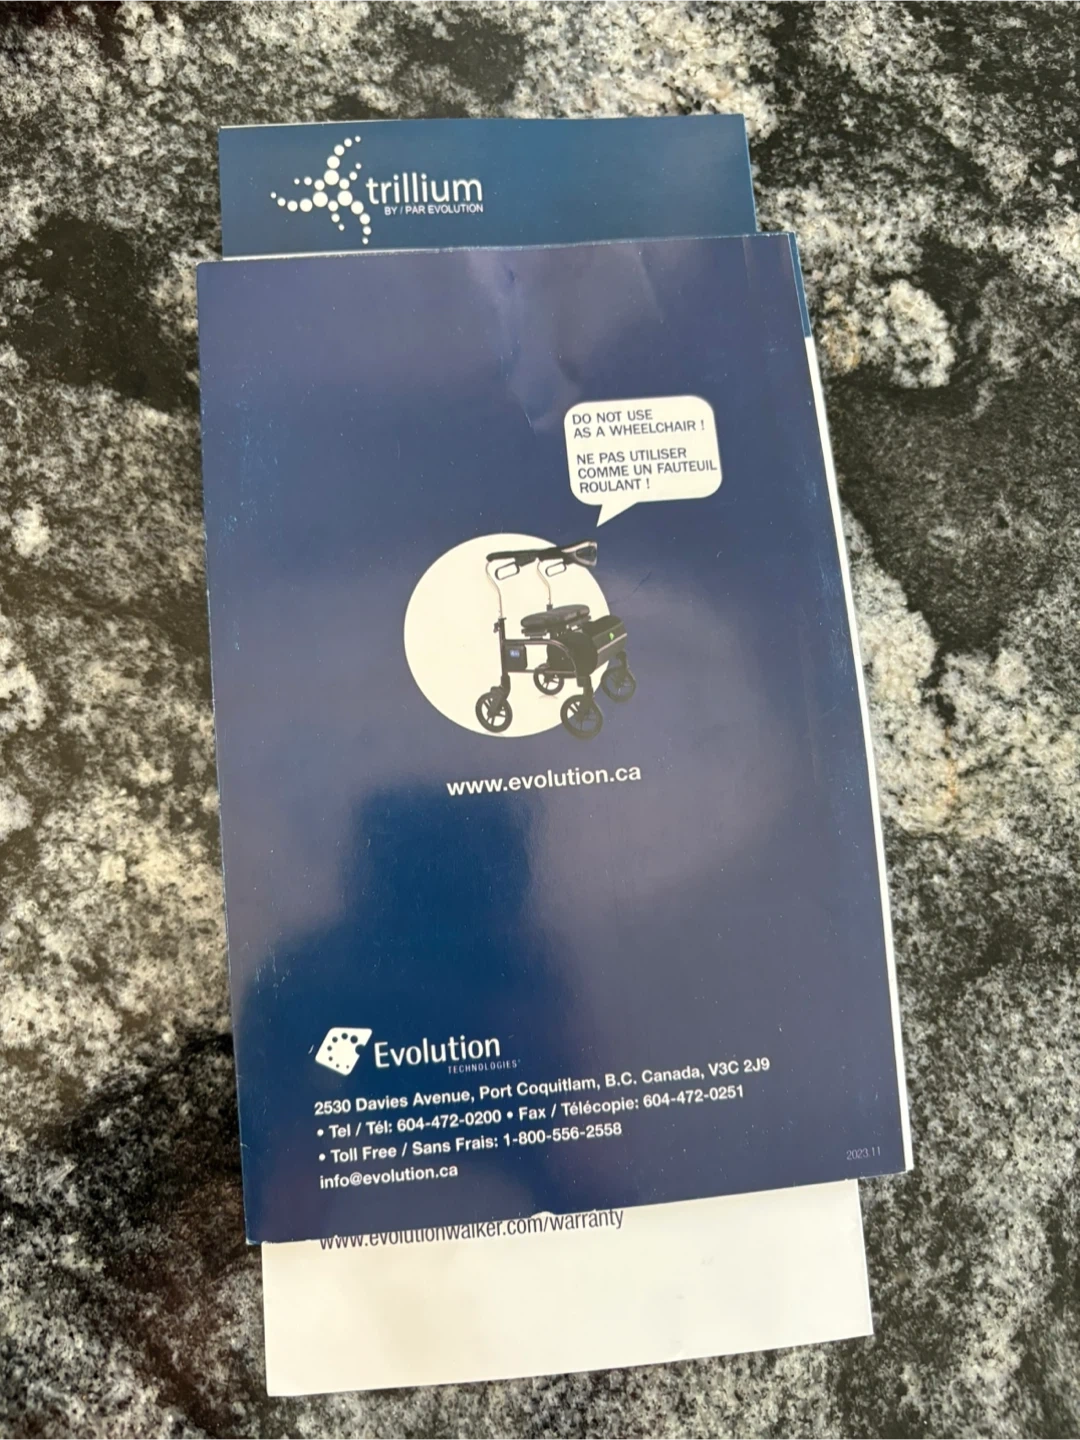 trillium
BY / PAR EVOLUTION
DO NOT USE
AS A WHEELCHAIR !
NE PAS UTILISER
COMME UN FAUTEUIL
ROULANT !
www.evolution.ca
Evolution
TECHNOLOGIES
2530 Davies Avenue, Port Coquitlam, B.C. Canada, V3C 2J9
• Tel / Tél: 604-472-0200 • Fax / Télécopie: 604-472-0251
• Toll Free / Sans Frais: 1-800-556-2558
info@evolution.ca
2023.11
www.evolutionwalker.com/warranty